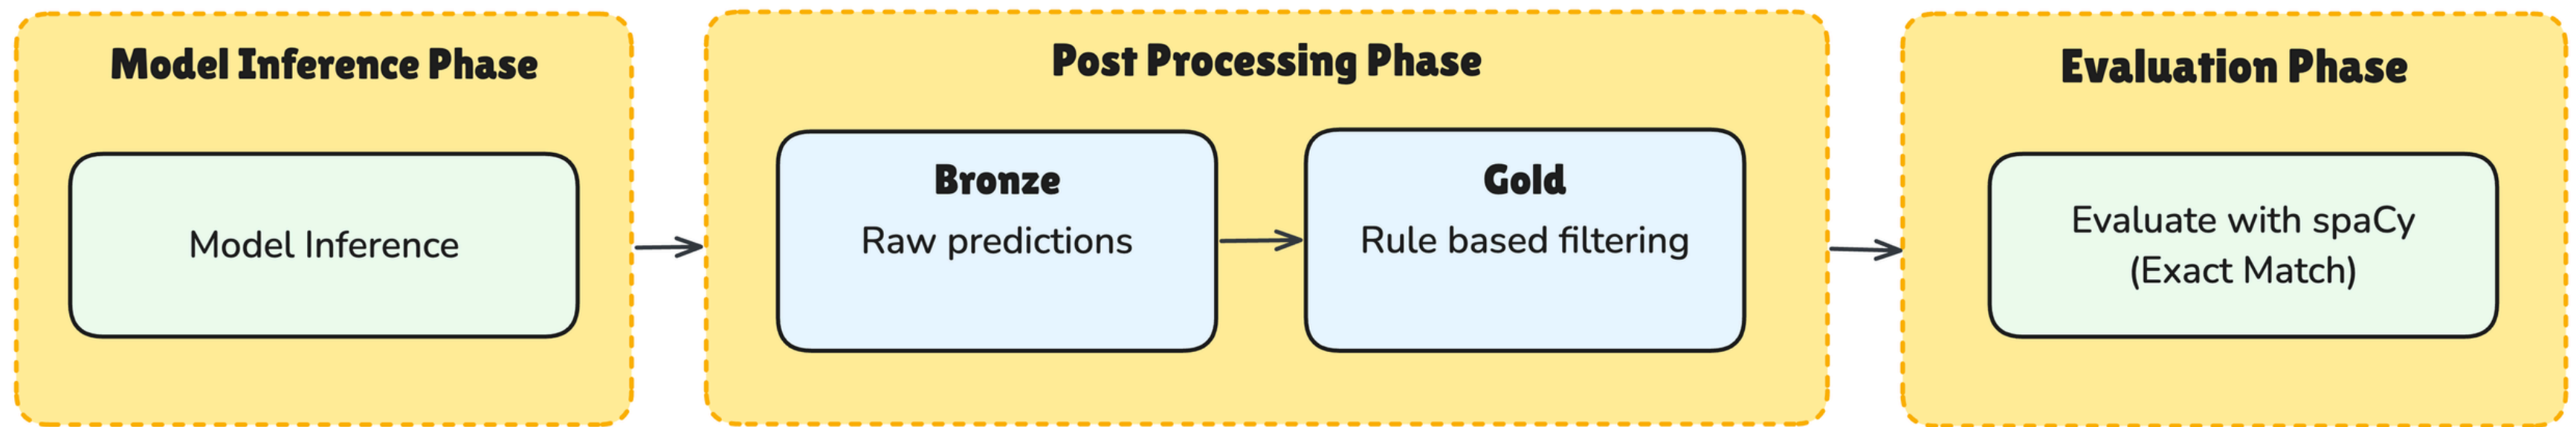 Model Inference Phase
Model Inference
Post Processing Phase
Bronze
Raw predictions
Gold
Rule based filtering
Evaluation Phase
Evaluate with spaCy
(Exact Match)